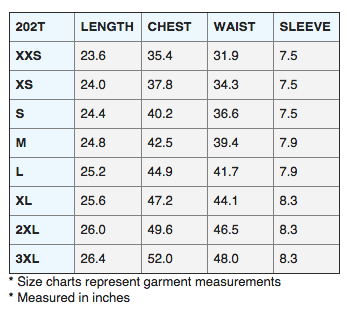 202T LENGTH CHEST WAIST SLEEVE
XXS 23.6 35.4 31.9 7.5
XS 24.0 37.8 34.3 7.5
S 24.4 40.2 36.6 7.5
M 24.8 42.5 39.4 7.9
L 25.2 44.9 41.7 7.9
XL 25.6 47.2 44.1 8.3
2XL 26.0 49.6 46.5 8.3
3XL 26.4 52.0 48.0 8.3
* Size charts represent garment measurements
* Measured in inches